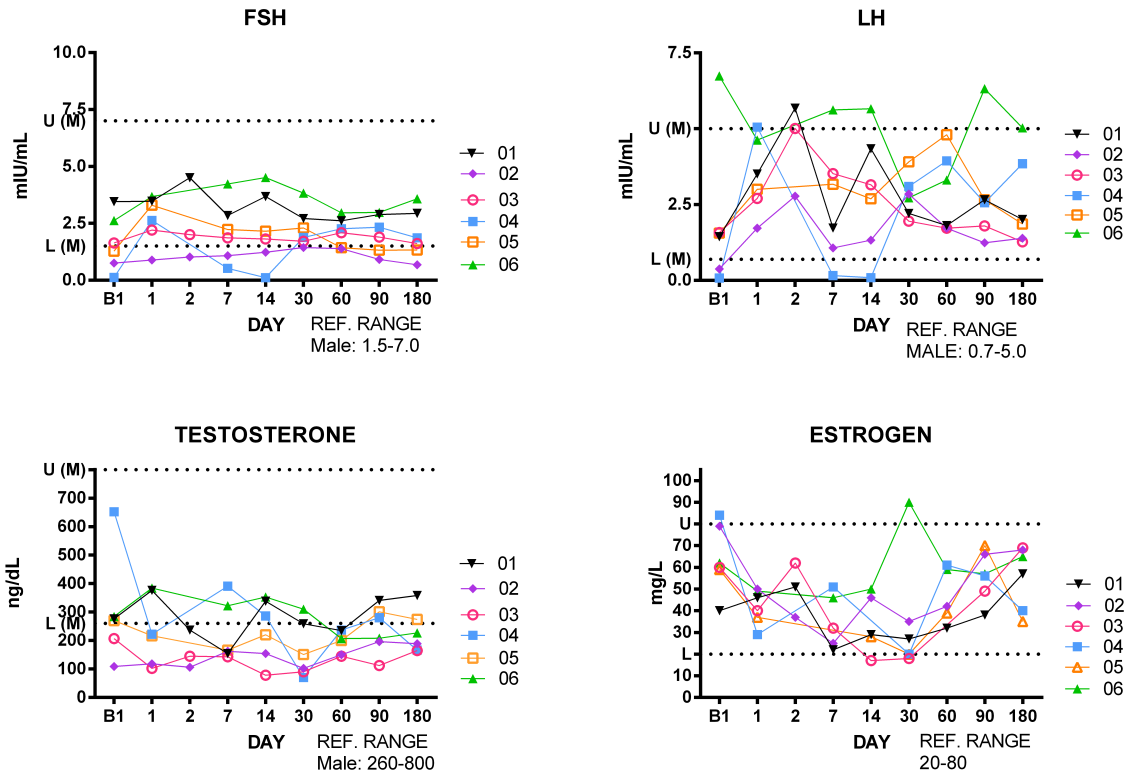 FSH
10.0
7.5
U (M)
5.0
2.5
L (M)
0.0
mIU/mL
B1 1 2 7 14 30 60 90 180
DAY
REF. RANGE
Male: 1.5-7.0
01
02
03
04
05
06
LH
7.5
U (M)
2.5
L (M)
0.0
mIU/mL
B1 1 2 7 14 30 60 90 180
DAY
REF. RANGE
MALE: 0.7-5.0
01
02
03
04
05
06
TESTOSTERONE
U (M)
700
600
500
400
300
L (M)
200
100
0
ng/dL
B1 1 2 7 14 30 60 90 180
DAY
REF. RANGE
Male: 260-800
01
02
03
04
05
06
ESTROGEN
100
90
U
70
60
50
40
30
L
10
0
mg/L
B1 1 2 7 14 30 60 90 180
DAY
REF. RANGE
20-80
01
02
03
04
05
06